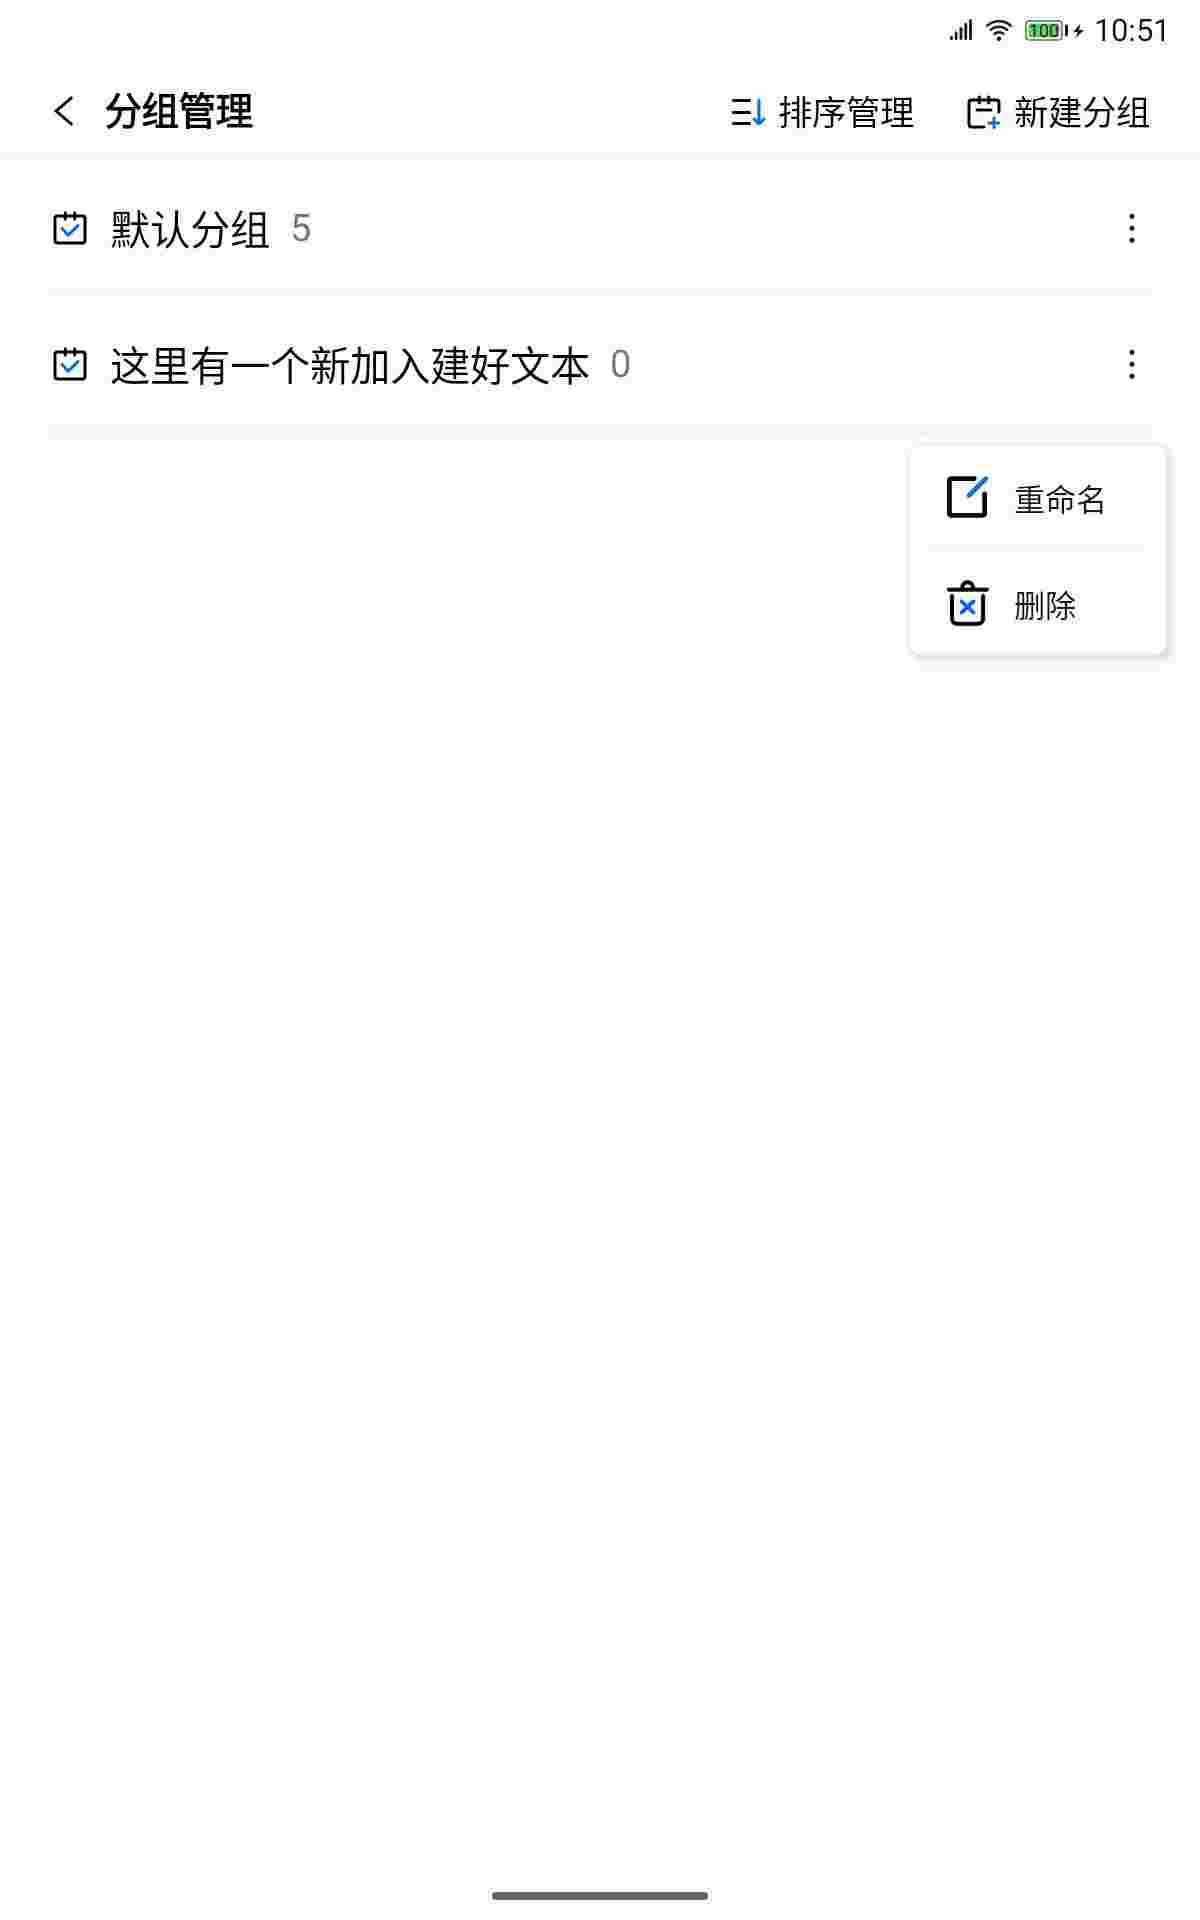 100 10:51
分组管理 排序管理 新建分组
默认分组 5
这里有一个新加入建好文本 0
重命名
删除